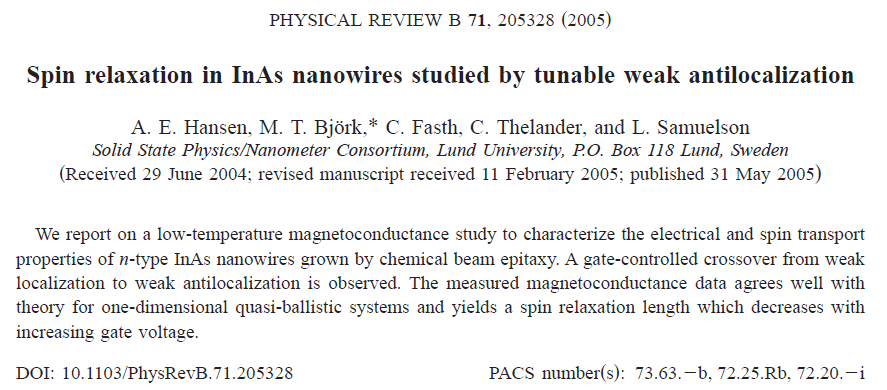 PHYSICAL REVIEW B 71, 205328 (2005)
Spin relaxation in InAs nanowires studied by tunable weak antilocalization
A. E. Hansen, M. T. Björk,* C. Fasth, C. Thelander, and L. Samuelson
Solid State Physics/Nanometer Consortium, Lund University, P.O. Box 118 Lund, Sweden
(Received 29 June 2004; revised manuscript received 11 February 2005; published 31 May 2005)
We report on a low-temperature magnetoconductance study to characterize the electrical and spin transport
properties of n-type InAs nanowires grown by chemical beam epitaxy. A gate-controlled crossover from weak
localization to weak antilocalization is observed. The measured magnetoconductance data agrees well with
theory for one-dimensional quasi-ballistic systems and yields a spin relaxation length which decreases with
increasing gate voltage.
DOI: 10.1103/PhysRevB.71.205328 PACS number(s): 73.63.−b, 72.25.Rb, 72.20.−i